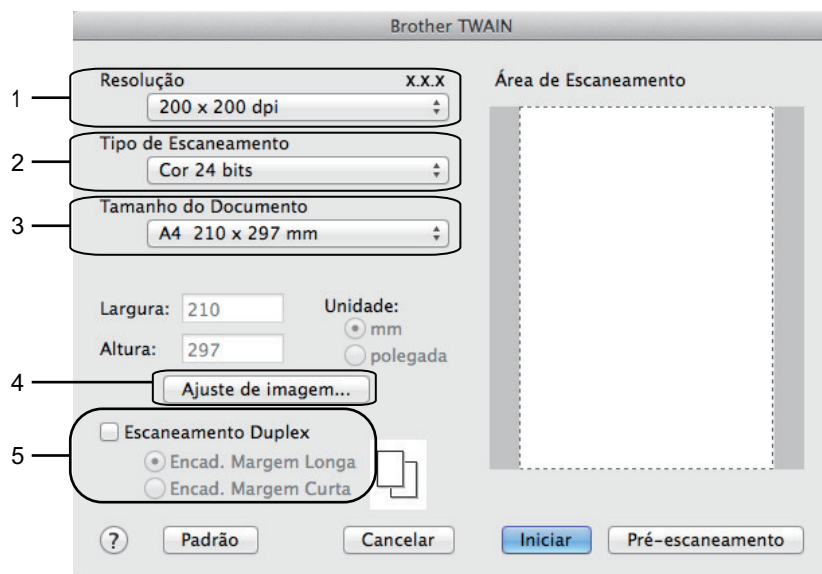 Brother TWAIN
1
Resolução X.X.X
200 x 200 dpi
2
Tipo de Escaneamento
Cor 24 bits
3
Tamanho do Documento
A4 210 x 297 mm
Largura: 210
Altura: 297
Unidade:
mm
polegada
4
Ajuste de imagem...
5
Escaneamento Duplex
Encad. Margem Longa
Encad. Margem Curta
Área de Escaneamento
?
Padrão
Cancelar
Iniciar
Pré-escaneamento